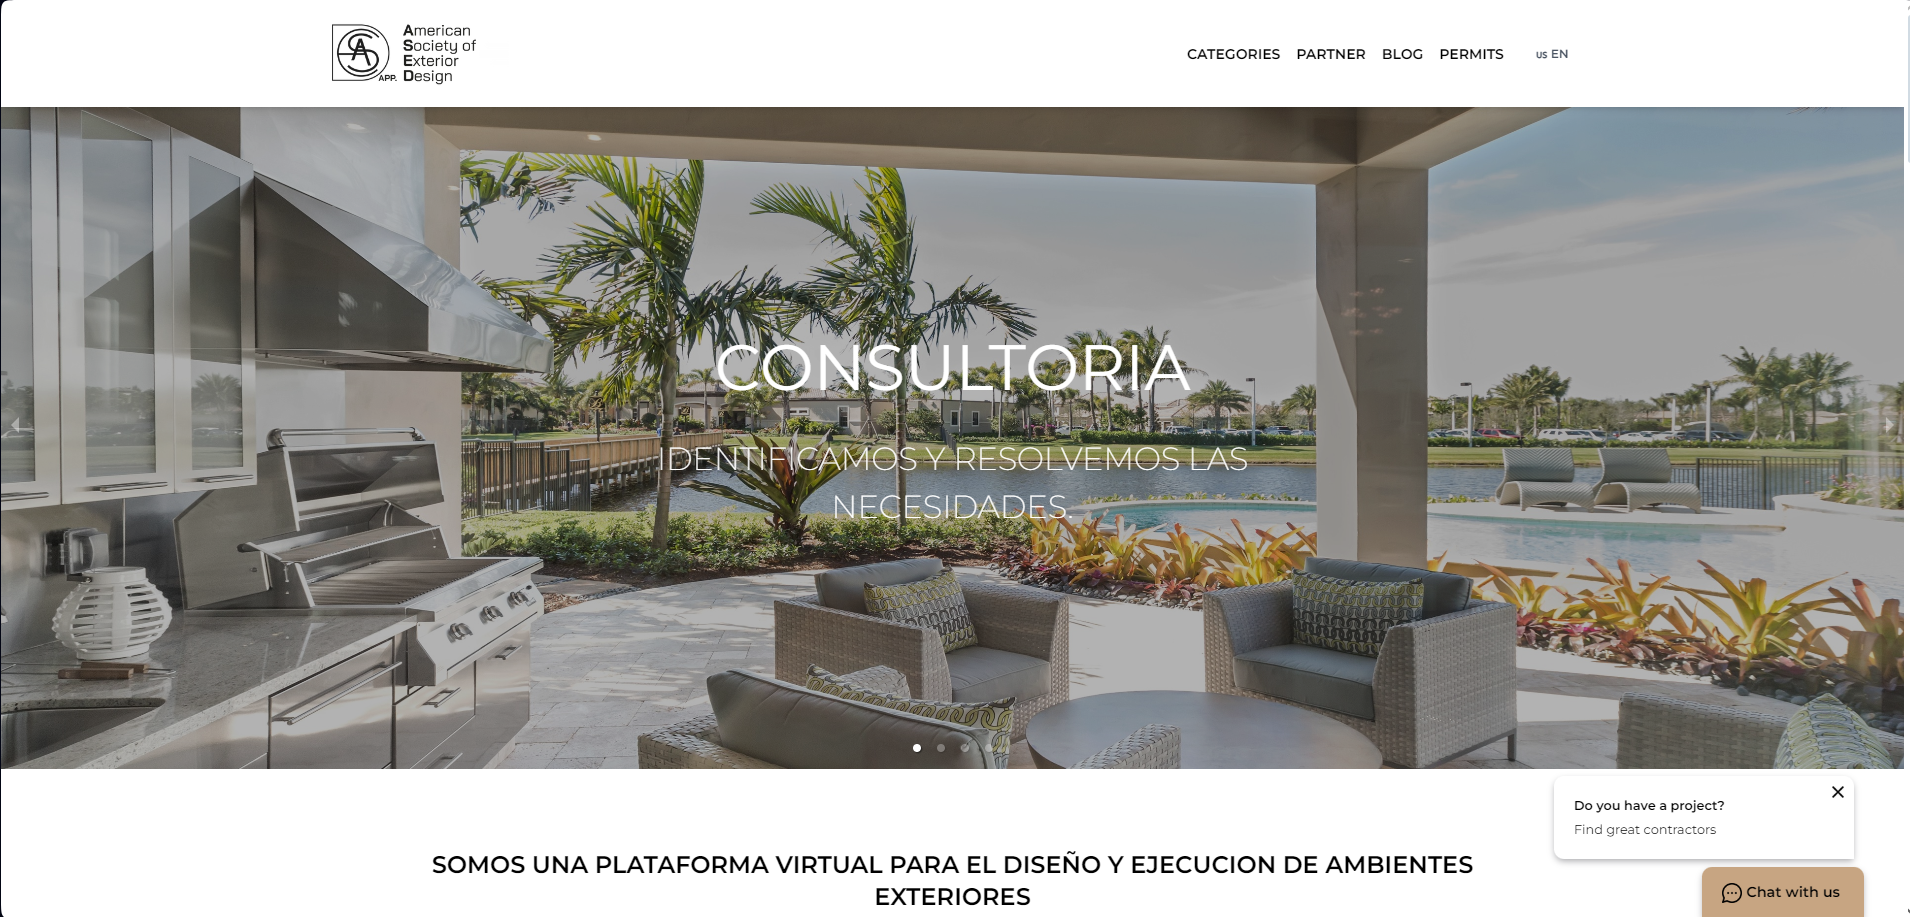 American
Society of
Exterior
Design
APP.
CATEGORIES PARTNER BLOG PERMITS us EN
CONSULTORIA
IDENTIFICAMOS Y RESOLVEMOS LAS
NECESIDADES.
Do you have a project?
Find great contractors
SOMOS UNA PLATAFORMA VIRTUAL PARA EL DISEÑO Y EJECUCION DE AMBIENTES
EXTERIORES
Chat with us